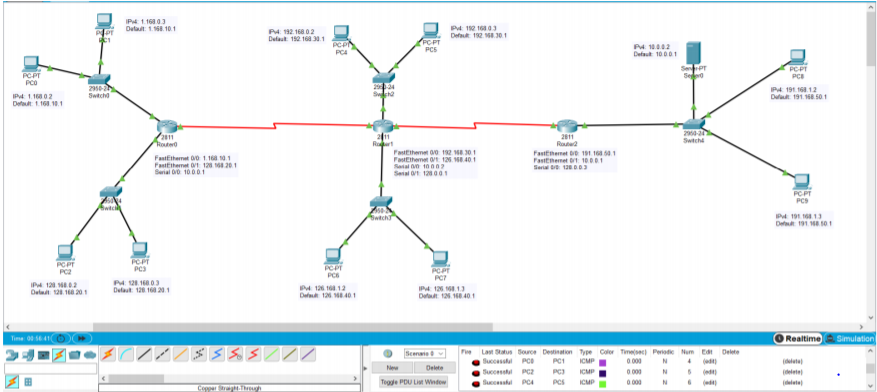 IPv4: 1.168.0.3
Default: 1.168.10.1
PC-PT
PC1
PC-PT
PC0
IPv4: 1.168.0.2
Default: 1.168.10.1
2950-24
Switch0
2811
Router0
FastEthernet 0/0: 1.168.10.1
FastEthernet 0/1: 128.168.20.1
Serial 0/0: 10.0.0.1
2950-24
PC-PT
PC2
IPv4: 128.168.0.2
Default: 128.168.20.1
PC-PT
PC3
IPv4: 128.168.0.3
Default: 128.168.20.1
IPv4: 192.168.0.2
Default: 192.168.30.1
PC-PT
PC4
PC-PT
PC5
IPv4: 192.168.0.3
Default: 192.168.30.1
2950-24
Switch2
2811
Router1
FastEthernet 0/0: 192.168.30.1
FastEthernet 0/1: 126.168.40.1
Serial 0/0: 10.0.0.2
Serial 0/1: 128.0.0.1
2950-24
Switch3
PC-PT
PC6
IPv4: 126.168.1.2
Default: 126.168.40.1
PC-PT
PC7
IPv4: 126.168.1.3
Default: 126.168.40.1
2811
Router2
FastEthernet 0/0: 191.168.50.1
FastEthernet 0/1: 10.0.0.1
Serial 0/0: 128.0.0.3
IPv4: 10.0.0.2
Default: 10.0.0.1
Server-PT
Server0
2950-24
Switch4
PC-PT
PC8
IPv4: 191.168.1.2
Default: 191.168.50.1
PC-PT
PC9
IPv4: 191.168.1.3
Default: 191.168.50.1
Time: 00:56:41
Realtime
Simulation
Copper Straight-Through
Scenario 0
New
Delete
Toggle PDU List Window
Fire Last Status Source Destination Type Color Time(sec) Periodic Num Edit Delete
Successful PC0 PC1 ICMP 0.000 N 4 (edit) (delete)
Successful PC2 PC3 ICMP 0.000 N 5 (edit) (delete)
Successful PC4 PC5 ICMP 0.000 N 6 (edit) (delete)